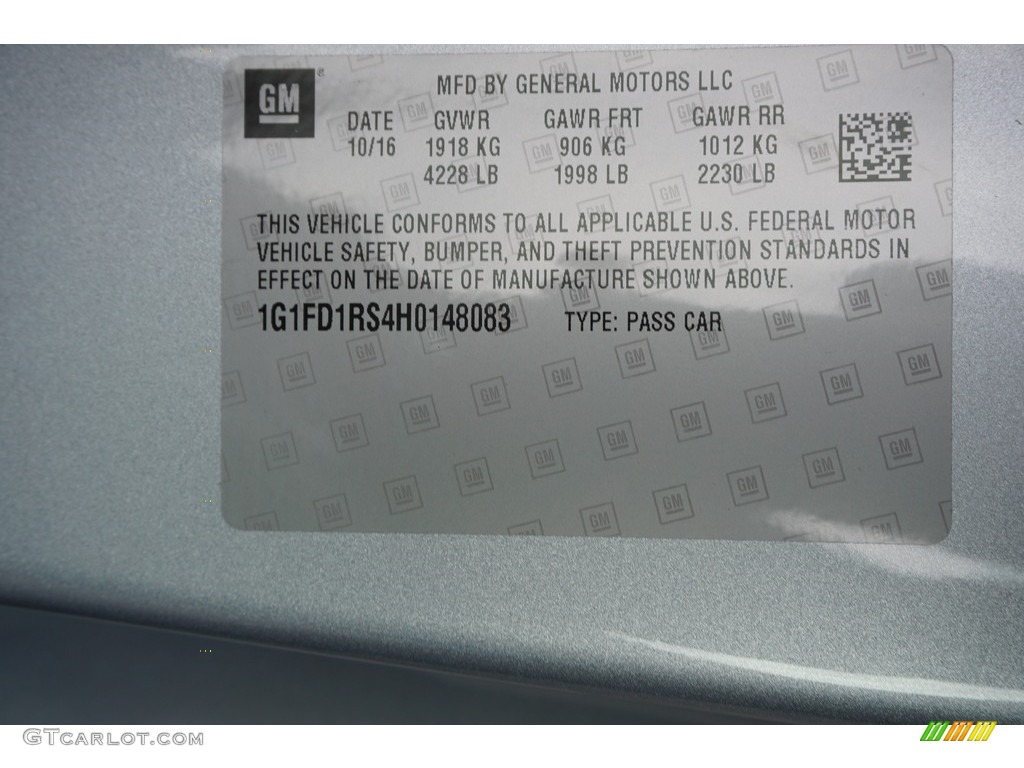 GM
MFD BY GENERAL MOTORS LLC
DATE GVWR GAWR FRT GAWR RR
10/16 1918 KG 906 KG 1012 KG
4228 LB 1998 LB 2230 LB
THIS VEHICLE CONFORMS TO ALL APPLICABLE U.S. FEDERAL MOTOR
VEHICLE SAFETY, BUMPER, AND THEFT PREVENTION STANDARDS IN
EFFECT ON THE DATE OF MANUFACTURE SHOWN ABOVE.
1G1FD1RS4H0148083 TYPE: PASS CAR
GTCARLOT.COM